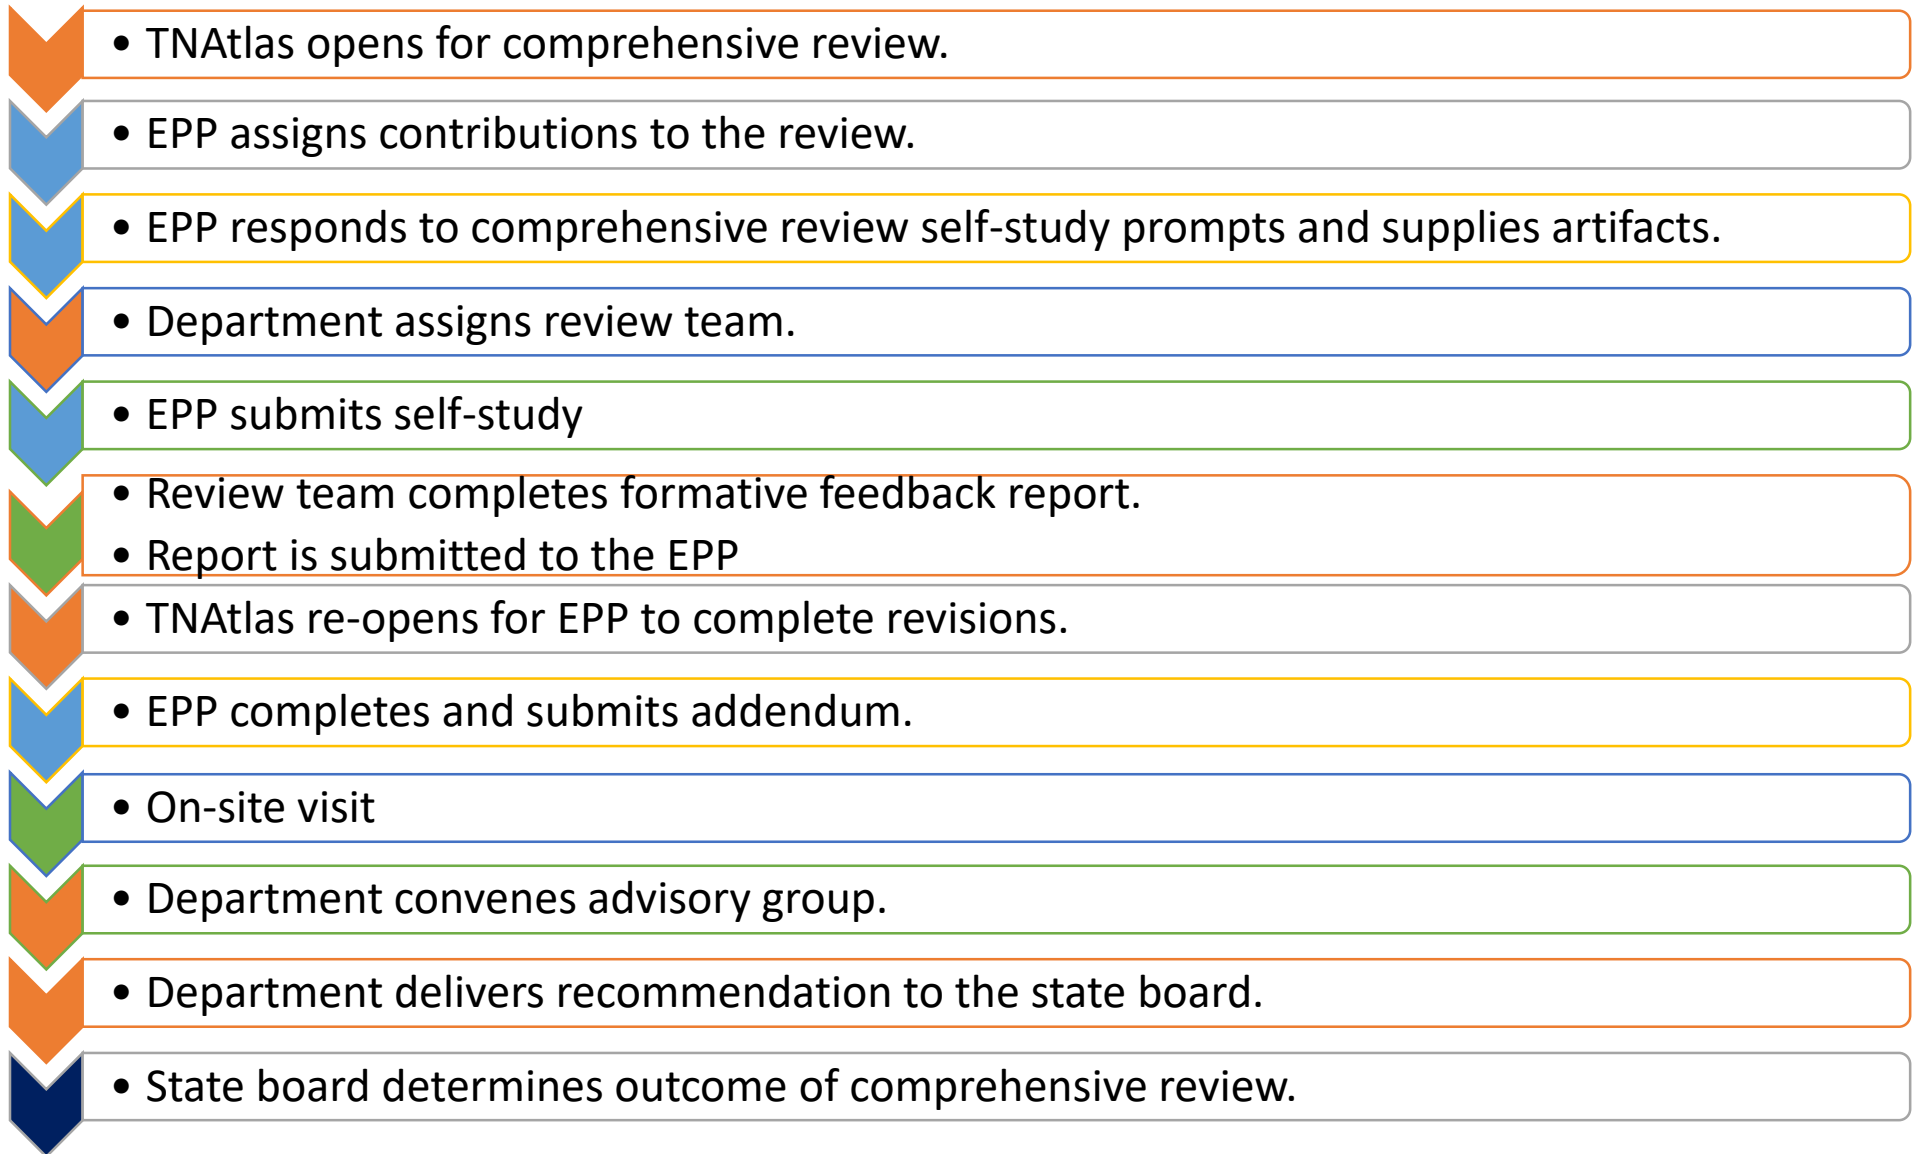 • TNAtlas opens for comprehensive review.
• EPP assigns contributions to the review.
• EPP responds to comprehensive review self-study prompts and supplies artifacts.
• Department assigns review team.
• EPP submits self-study
• Review team completes formative feedback report.
• Report is submitted to the EPP
• TNAtlas re-opens for EPP to complete revisions.
• EPP completes and submits addendum.
• On-site visit
• Department convenes advisory group.
• Department delivers recommendation to the state board.
• State board determines outcome of comprehensive review.